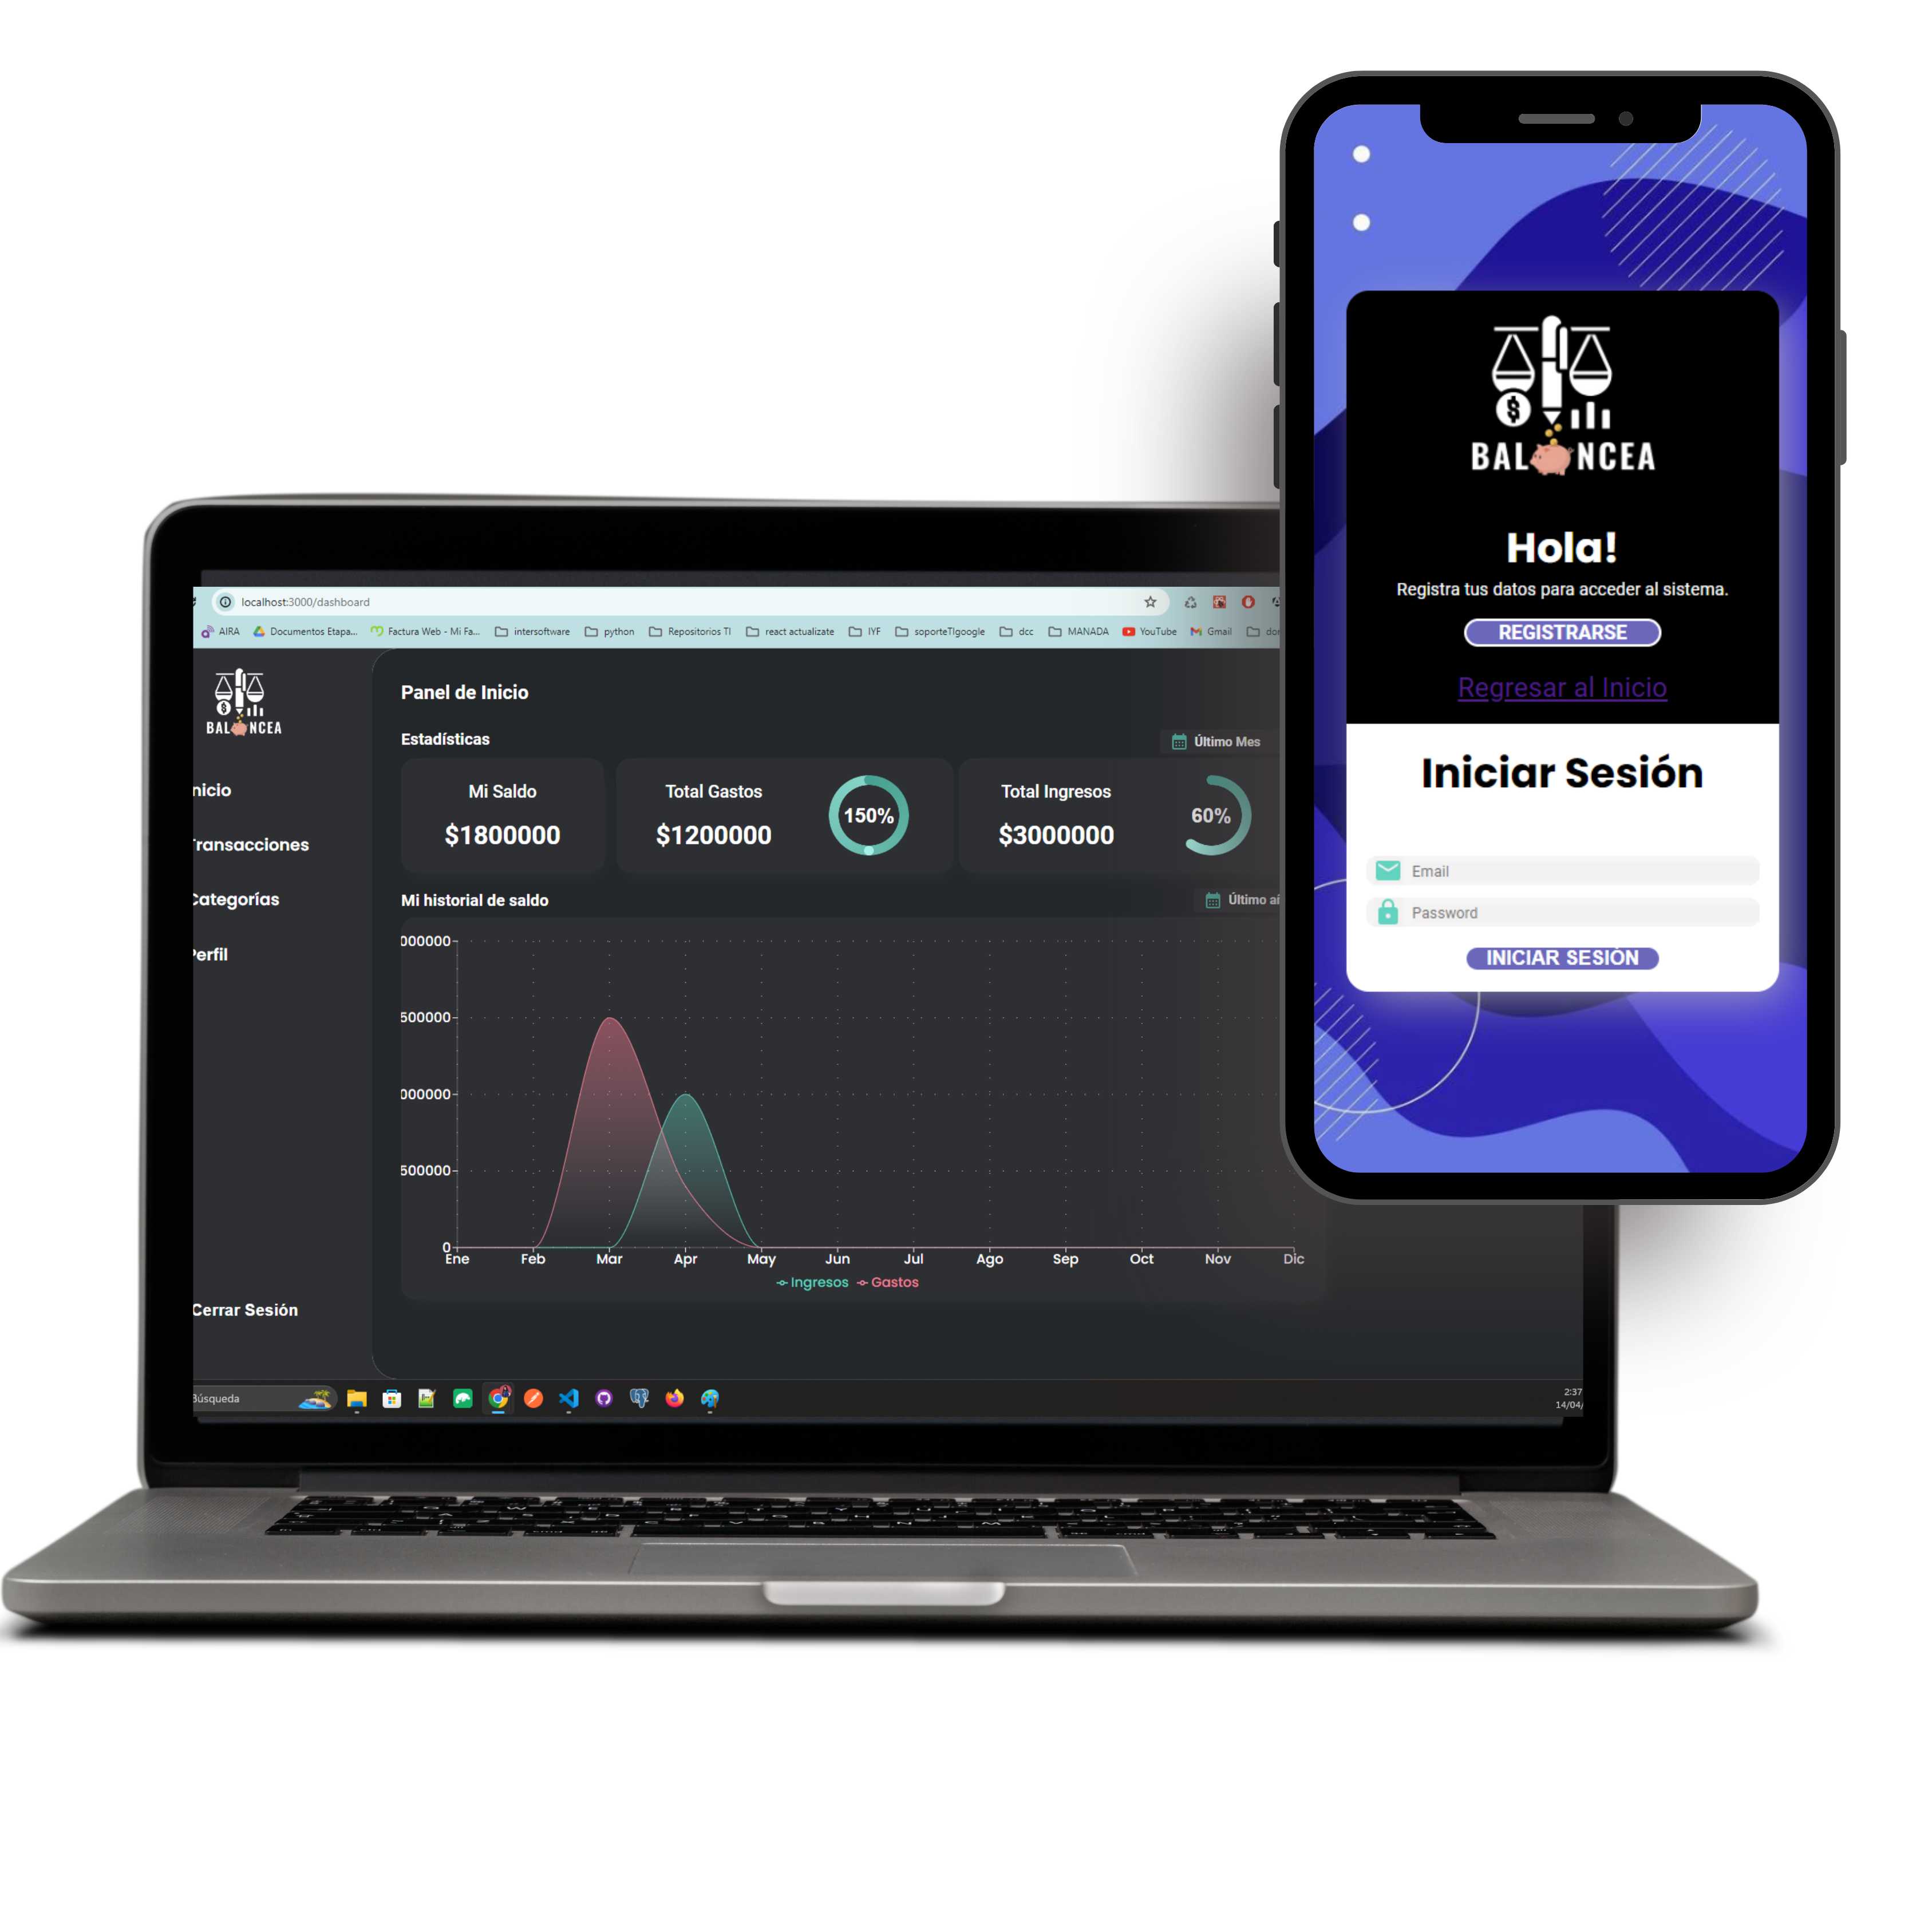 BAL NCEA
Hola!
Registra tus datos para acceder al sistema.
REGISTRARSE
Regresar al Inicio
Iniciar Sesión
Email
Password
INICIAR SESIÓN
localhost:3000/dashboard
AIRA Documentos Etapa... Factura Web - Mi Fa... intersoftware python Repositorios TI react actualizate IYF soporteTIgoogle dcc MANADA YouTube Gmail
BAL NCEA
nicio
ransacciones
Categorías
Perfil
Cerrar Sesión
Panel de Inicio
Estadísticas
Último Mes
Mi Saldo
$1800000
Total Gastos
$1200000
150%
Total Ingresos
$3000000
60%
Mi historial de saldo
Último añ
000000
500000
000000
500000
0
Ene Feb Mar Apr May Jun Jul Ago Sep Oct Nov Dic
Ingresos Gastos
Búsqueda
2:37
14/04/